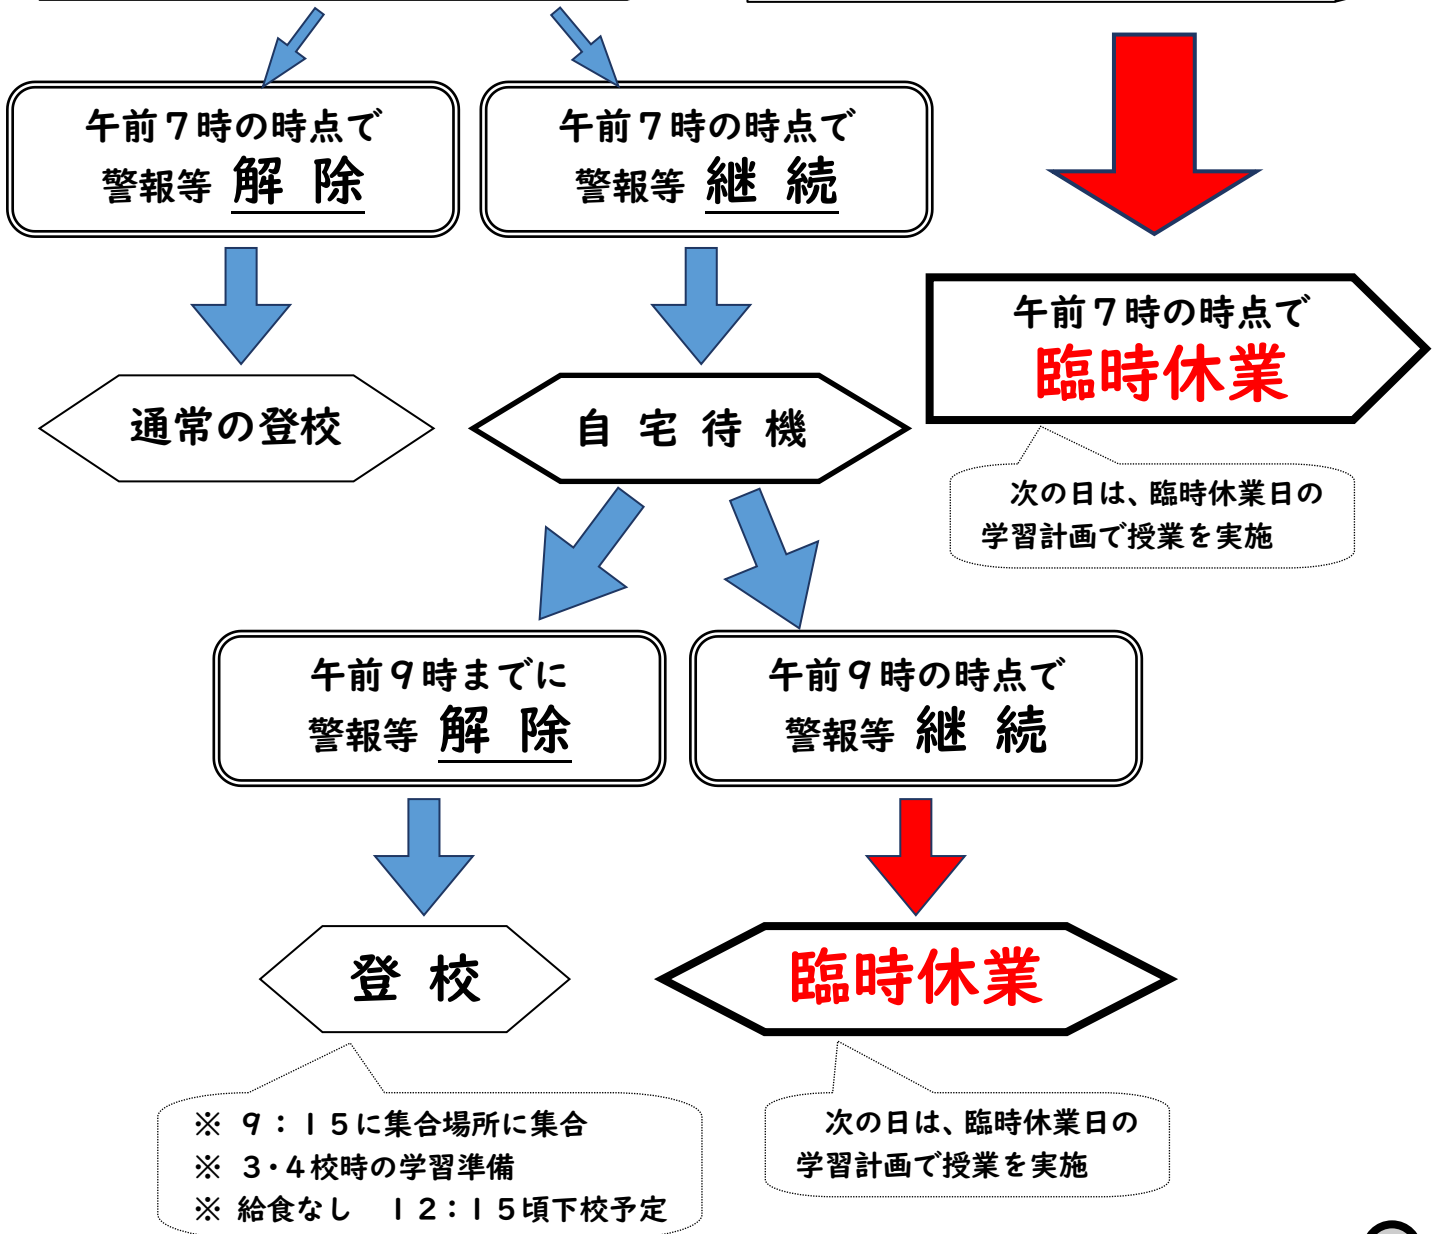 午前７時の時点で
警報等 解 除
午前７時の時点で
警報等 継 続
午前７時の時点で
臨時休業
通常の登校
自 宅 待 機
次の日は、臨時休業日の
学習計画で授業を実施
午前９時までに
警報等 解 除
午前９時の時点で
警報等 継 続
登 校
臨時休業
※ ９：１５に集合場所に集合
※ ３・４校時の学習準備
※ 給食なし　１２：１５頃下校予定
次の日は、臨時休業日の
学習計画で授業を実施